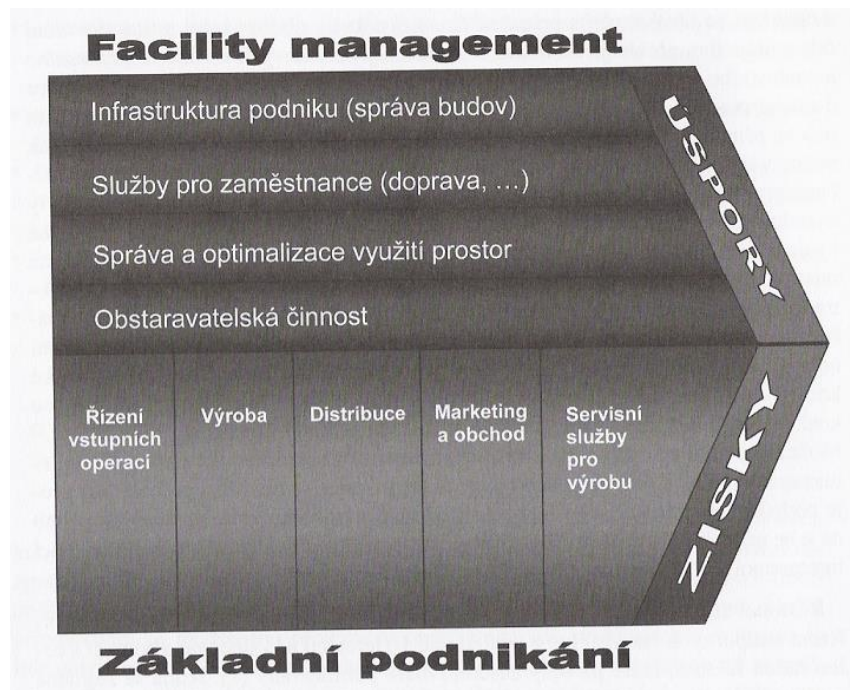 Facility management
Infrastruktura podniku (správa budov)
Služby pro zaměstnance (doprava, ...)
Správa a optimalizace využití prostor
Obstaravatelská činnost
ÚSPORY
Řízení
vstupních
operaci
Výroba
Distribuce
Marketing
a obchod
Servisní
služby
pro
výrobu
ZISKY
Základní podnikání